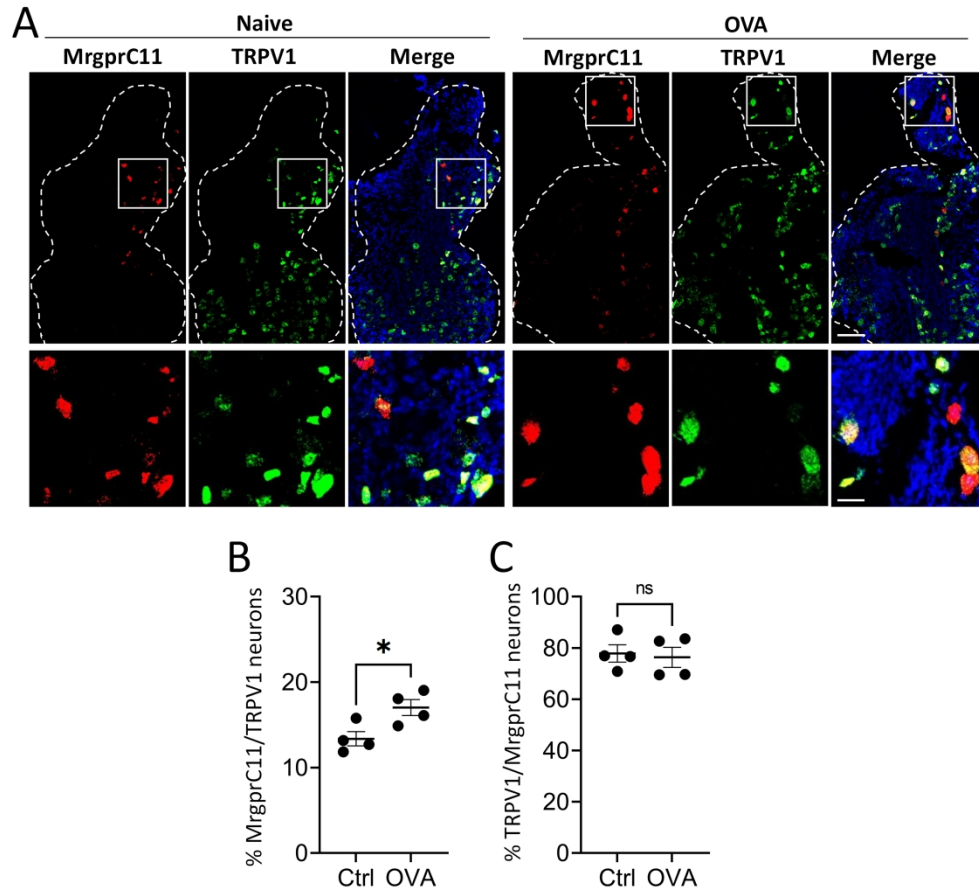 A
Naive
OVA
MrgprC11 TRPV1 Merge MrgprC11 TRPV1 Merge
B
% MrgprC11/TRPV1 neurons
30
20
10
0
*
Ctrl OVA
C
% TRPV1/MrgprC11 neurons
100
80
60
40
20
0
ns
Ctrl OVA